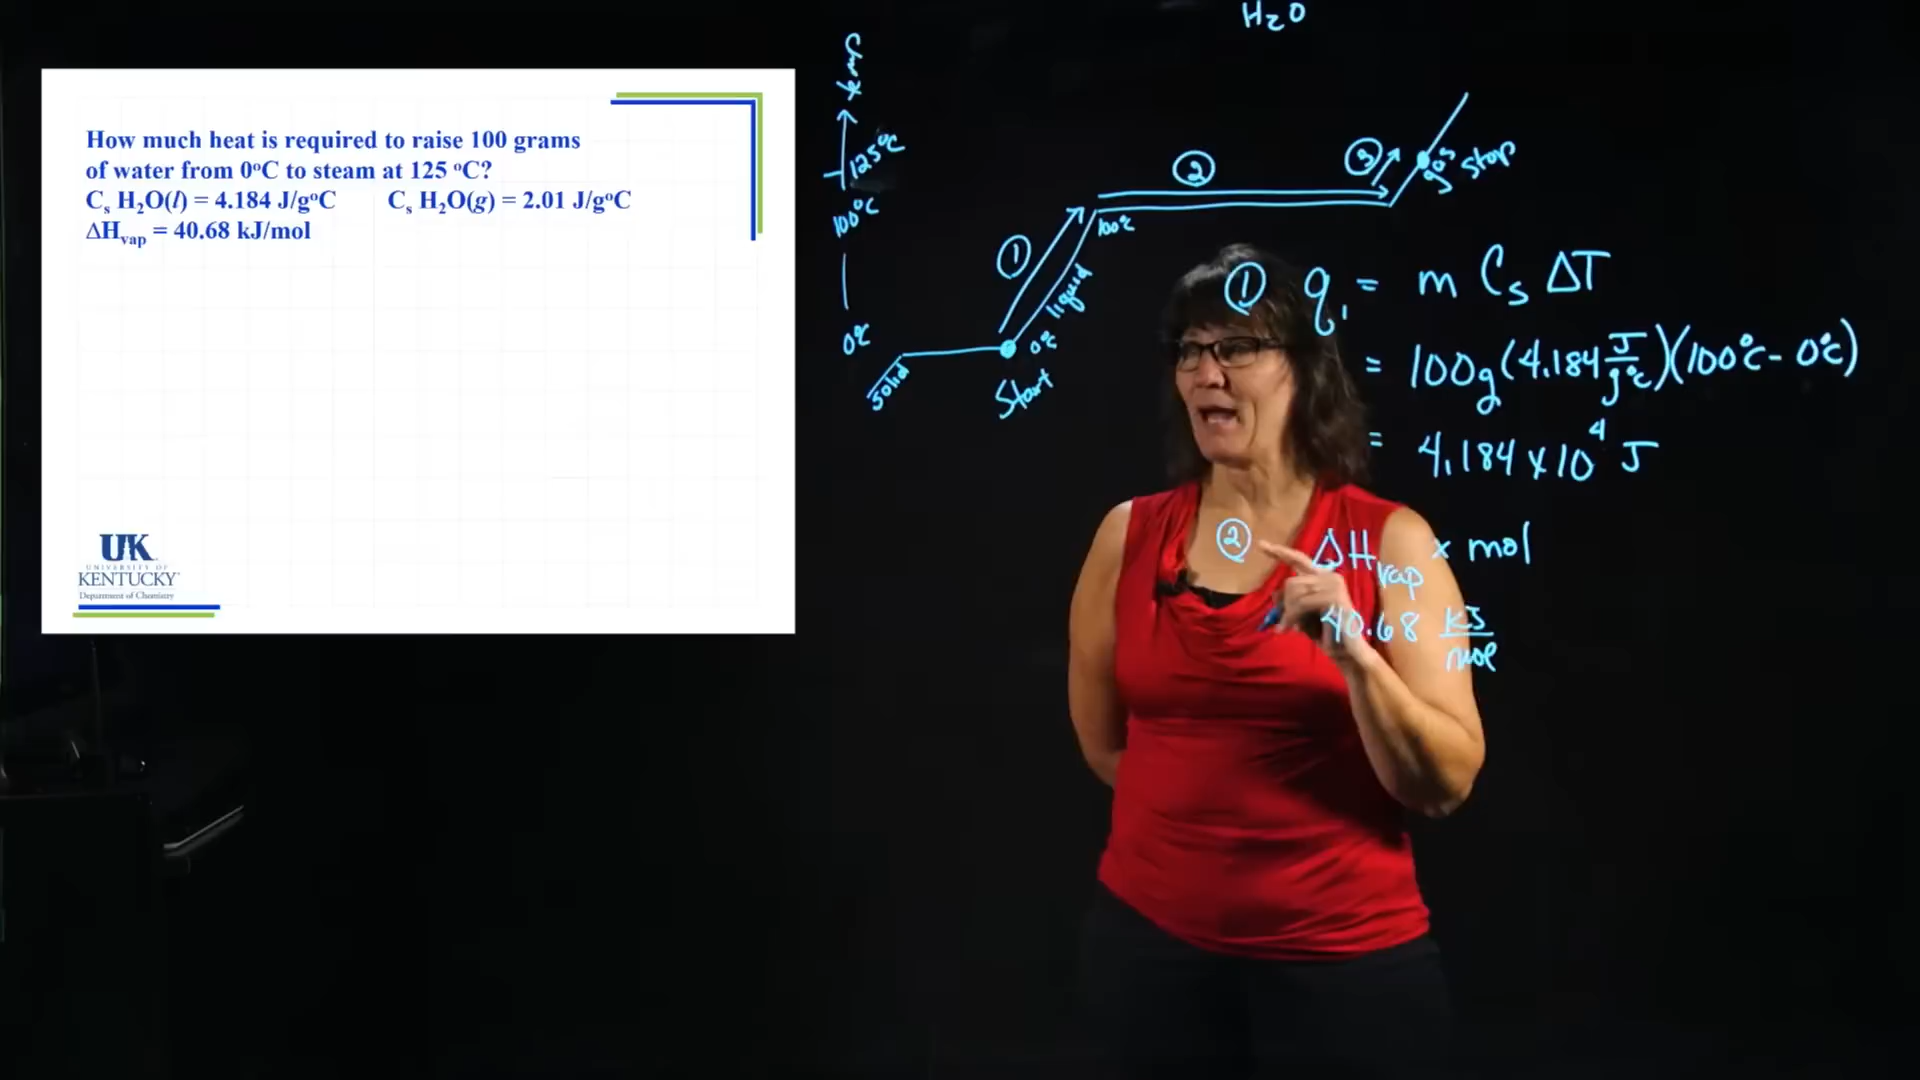 How much heat is required to raise 100 grams
of water from 0°C to steam at 125 °C?
Cₛ H₂O(l) = 4.184 J/g°C Cₛ H₂O(g) = 2.01 J/g°C
ΔHvap = 40.68 kJ/mol
UK
UNIVERSITY OF
KENTUCKY
Department of Chemistry
H₂O
temp
125°C
100°C
0°C
solid
0°C
Start
①
liquid
100°C
②
③
gas
stop
① q₁ = m Cₛ ΔT
= 100g (4.184 J/g°C)(100°C - 0°C)
= 4.184 x 10⁴ J
② ΔHvap x mol
40.68 kJ/mol